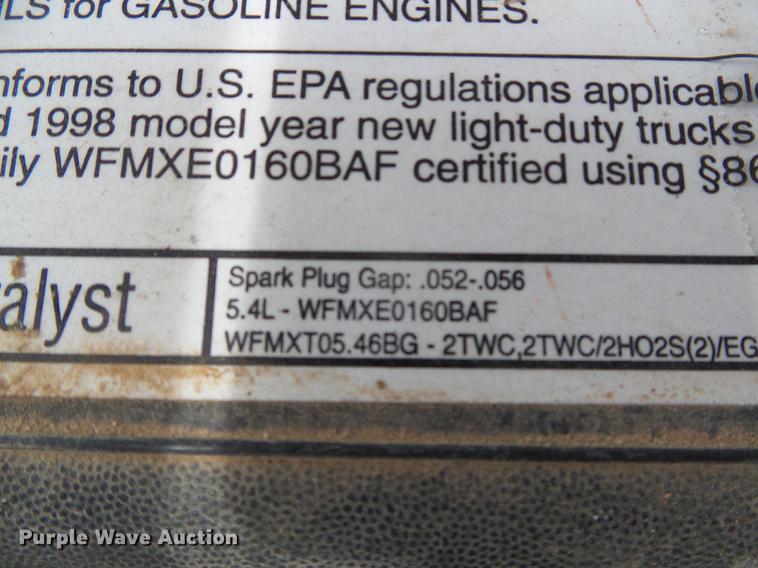 ILS for GASOLINE ENGINES.
nforms to U.S. EPA regulations applicable
d 1998 model year new light-duty trucks
ily WFMXE0160BAF certified using §86
alyst
Spark Plug Gap: .052-.056
5.4L - WFMXE0160BAF
WFMXT05.46BG - 2TWC,2TWC/2HO2S(2)/EG
Purple Wave Auction